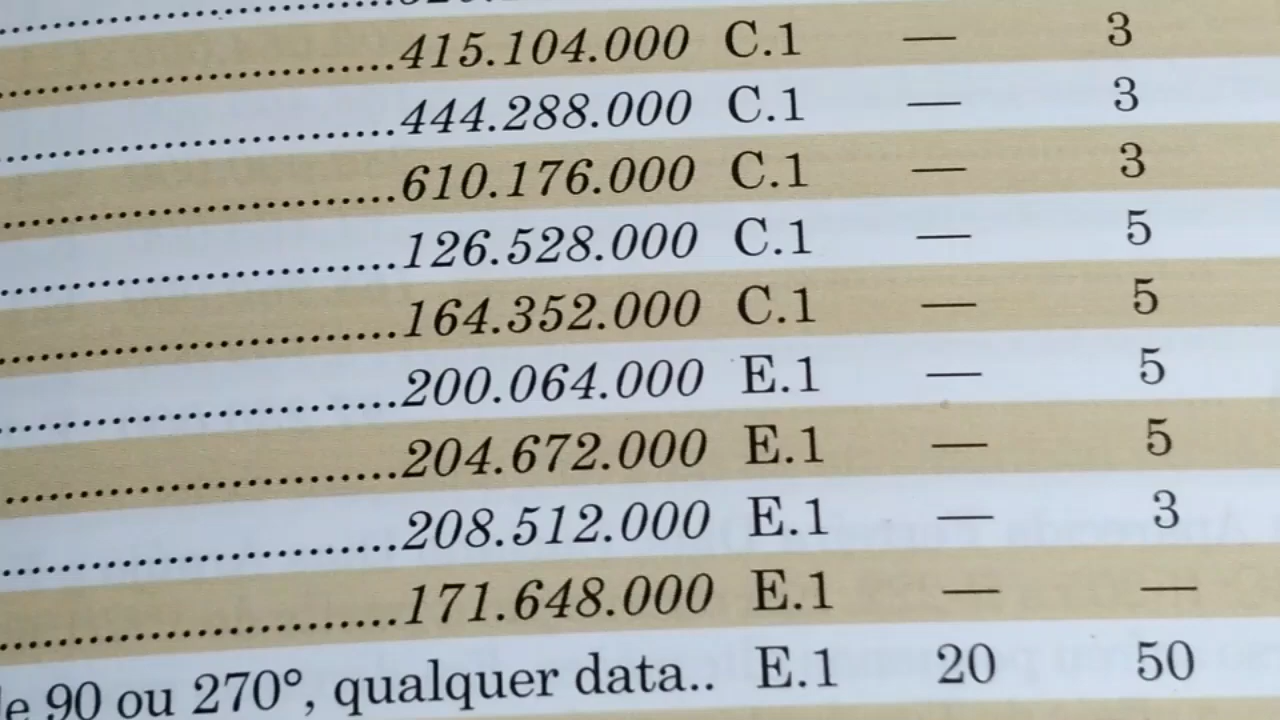 415.104.000 C.1 — 3
444.288.000 C.1 — 3
610.176.000 C.1 — 3
126.528.000 C.1 — 5
164.352.000 C.1 — 5
200.064.000 E.1 — 5
204.672.000 E.1 — 5
208.512.000 E.1 — 3
171.648.000 E.1 — —
90 ou 270°, qualquer data.. E.1 20 50